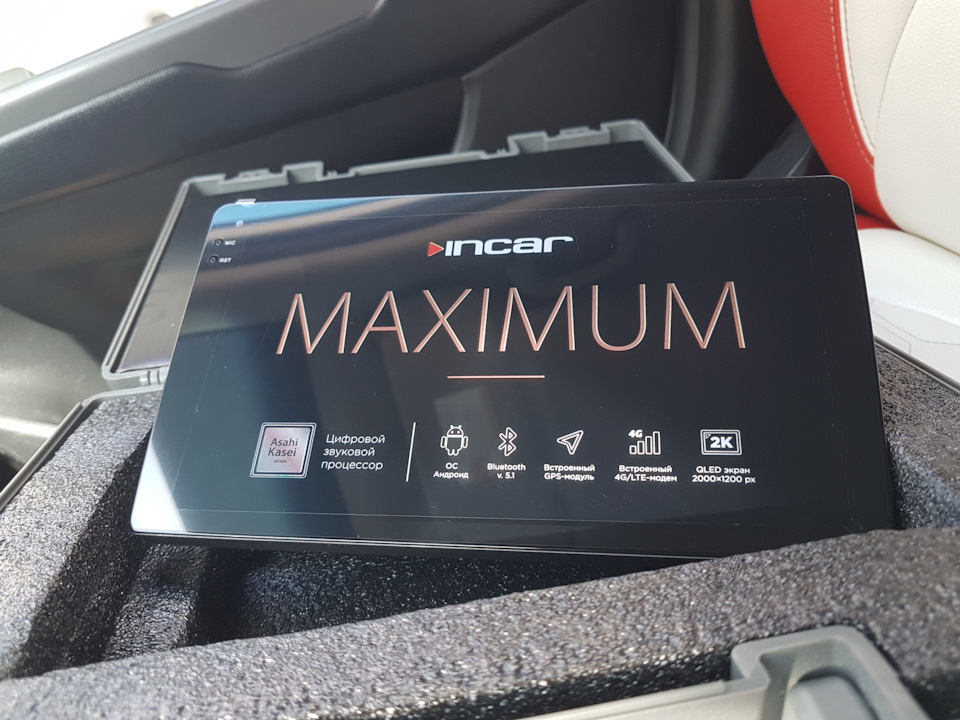 MIC
RST
incar
MAXIMUM
Asahi
Kasei
Цифровой
звуковой
процессор
ОС
Андроид
Bluetooth
v. 5.1
Встроенный
GPS-модуль
4G
Встроенный
4G/LTE-модем
2K
QLED экран
2000×1200 px